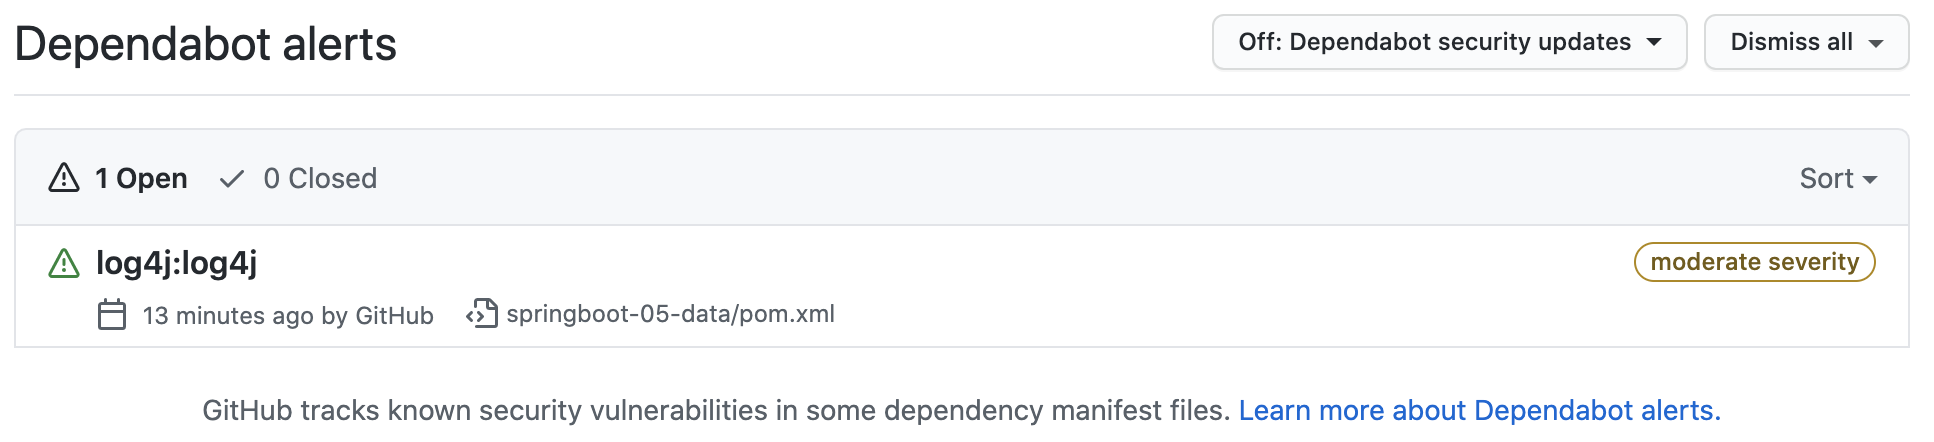 Dependabot alerts
Off: Dependabot security updates
Dismiss all
1 Open
0 Closed
Sort
log4j:log4j
moderate severity
13 minutes ago by GitHub
springboot-05-data/pom.xml
GitHub tracks known security vulnerabilities in some dependency manifest files. Learn more about Dependabot alerts.